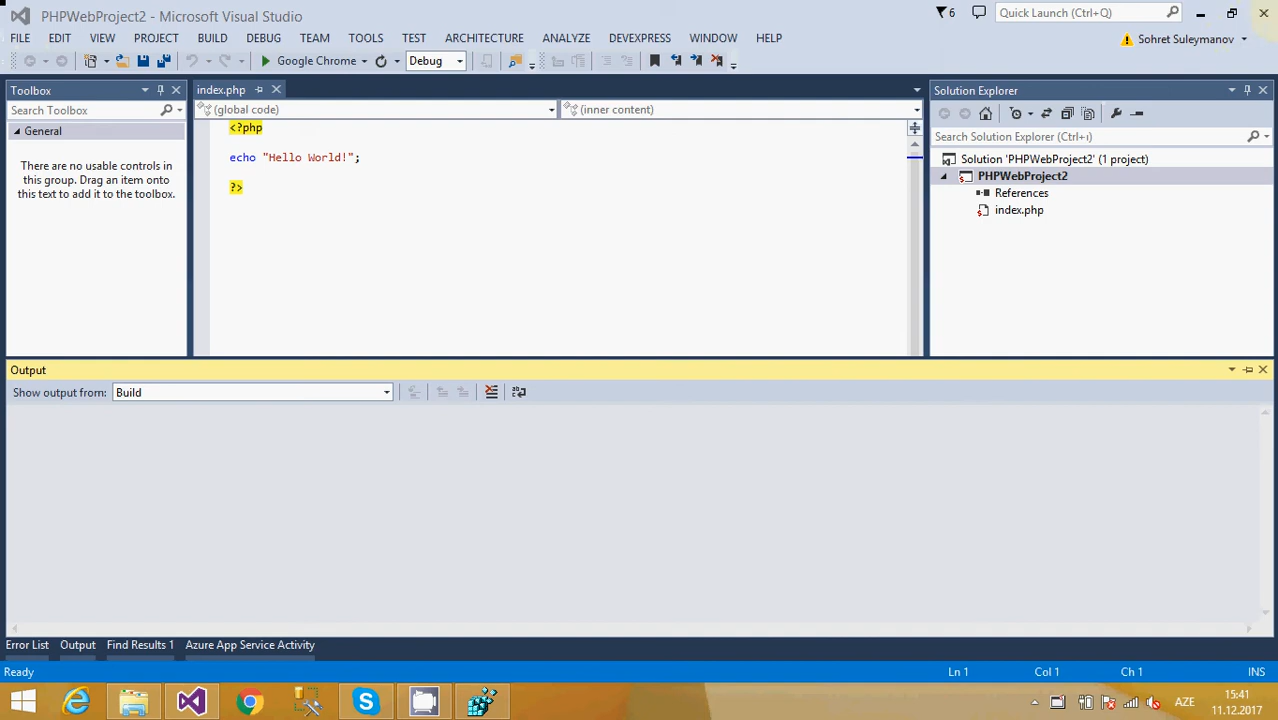 PHPWebProject2 - Microsoft Visual Studio
6
Quick Launch (Ctrl+Q)
FILE EDIT VIEW PROJECT BUILD DEBUG TEAM TOOLS TEST ARCHITECTURE ANALYZE DEVEXPRESS WINDOW HELP
Sohret Suleymanov
Google Chrome Debug
Toolbox
Search Toolbox
General
There are no usable controls in
this group. Drag an item onto
this text to add it to the toolbox.
index.php
(global code) (inner content)
<?php
echo "Hello World!";
?>
Solution Explorer
Search Solution Explorer (Ctrl+ı)
Solution 'PHPWebProject2' (1 project)
PHPWebProject2
References
index.php
Output
Show output from: Build
Error List Output Find Results 1 Azure App Service Activity
Ready Ln 1 Col 1 Ch 1 INS
AZE
15:41
11.12.2017